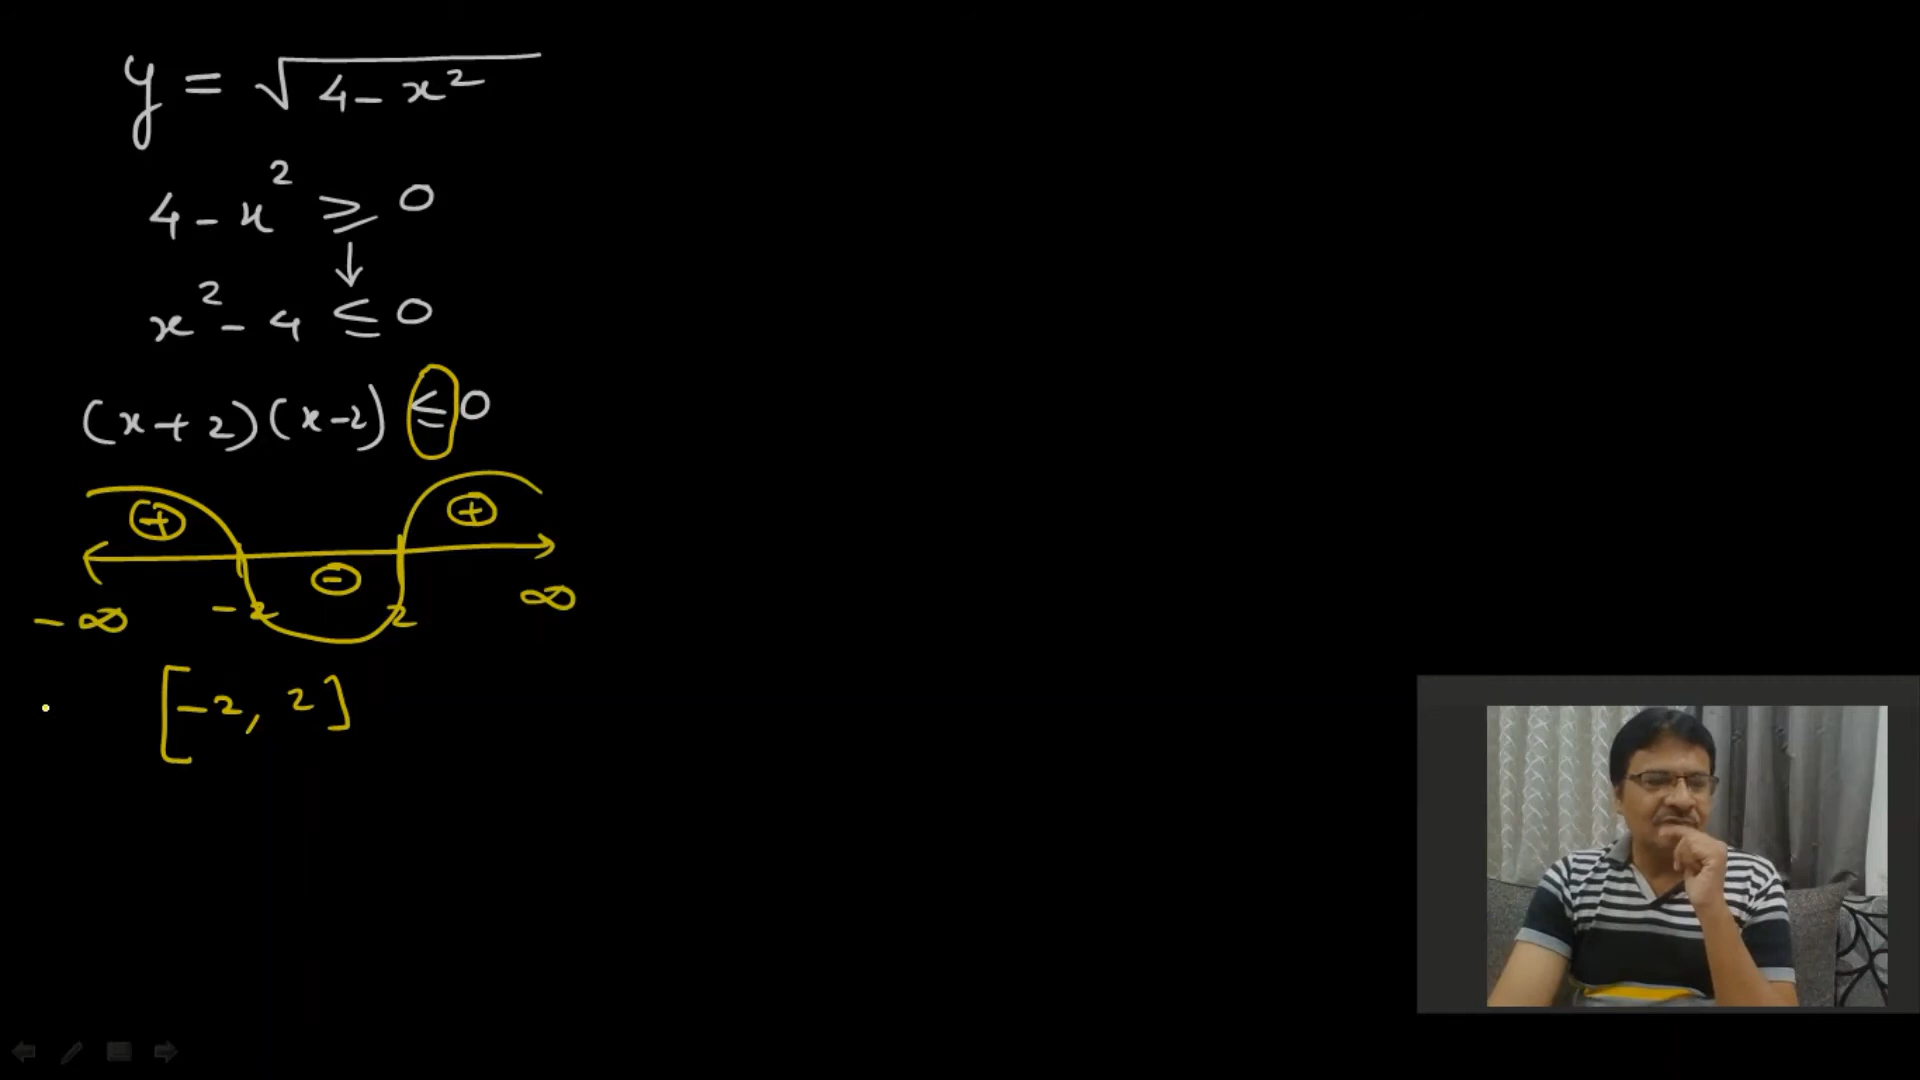 y = √4 - x²
4 - x² ≥ 0
↓
x² - 4 ≤ 0
(x + 2)(x - 2) ≤ 0
+ +
-
- ∞ - 2 2 ∞
[-2, 2]